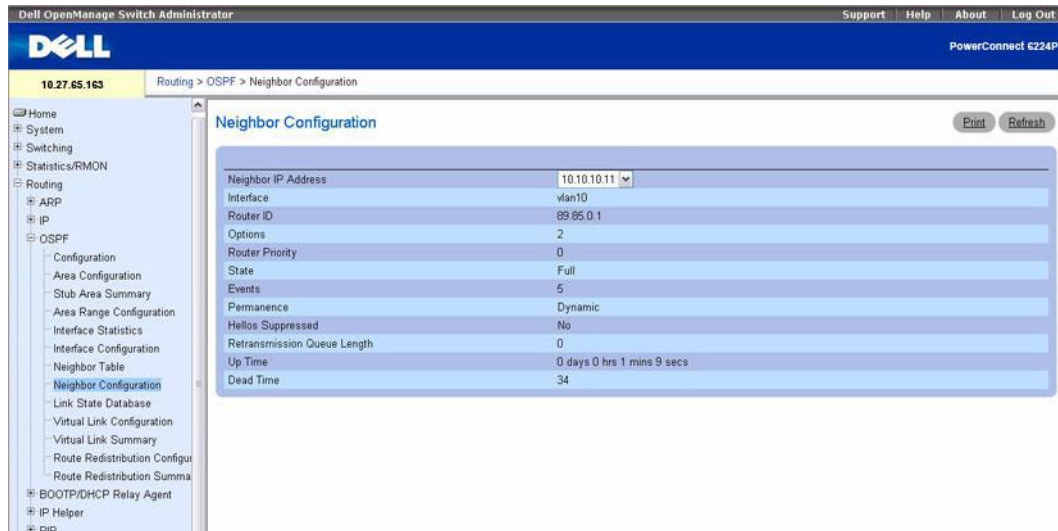 Dell OpenManage Switch Administrator
Support Help About Log Out
DELL
PowerConnect 6224P
10.27.65.163
Routing > OSPF > Neighbor Configuration
Home
System
Switching
Statistics/RMON
Routing
ARP
IP
OSPF
Configuration
Area Configuration
Stub Area Summary
Area Range Configuration
Interface Statistics
Interface Configuration
Neighbor Table
Neighbor Configuration
Link State Database
Virtual Link Configuration
Virtual Link Summary
Route Redistribution Configur
Route Redistribution Summa
BOOTP/DHCP Relay Agent
IP Helper
RIP
Neighbor Configuration
Print Refresh
Neighbor IP Address 10.10.10.11
Interface vlan10
Router ID 89.85.0.1
Options 2
Router Priority 0
State Full
Events 5
Permanence Dynamic
Hellos Suppressed No
Retransmission Queue Length 0
Up Time 0 days 0 hrs 1 mins 9 secs
Dead Time 34